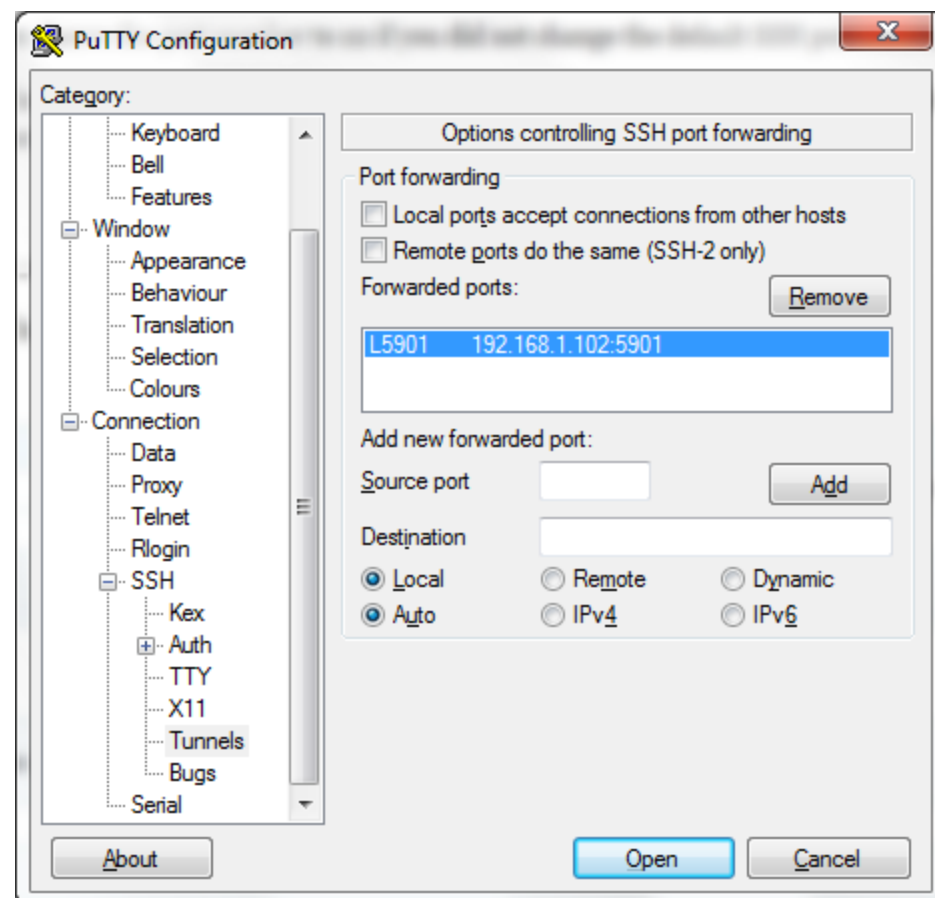 PuTTY Configuration
Category:
Keyboard
Bell
Features
Window
Appearance
Behaviour
Translation
Selection
Colours
Connection
Data
Proxy
Telnet
Rlogin
SSH
Kex
Auth
TTY
X11
Tunnels
Bugs
Serial
Options controlling SSH port forwarding
Port forwarding
Local ports accept connections from other hosts
Remote ports do the same (SSH-2 only)
Forwarded ports:
Remove
L5901 192.168.1.102:5901
Add new forwarded port:
Source port
Add
Destination
Local Remote Dynamic
Auto IPv4 IPv6
About
Open
Cancel